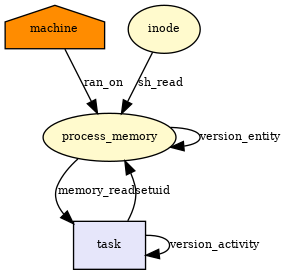 machine
inode
ran_on
sh_read
process_memory
version_entity
memory_read
setuid
task
version_activity